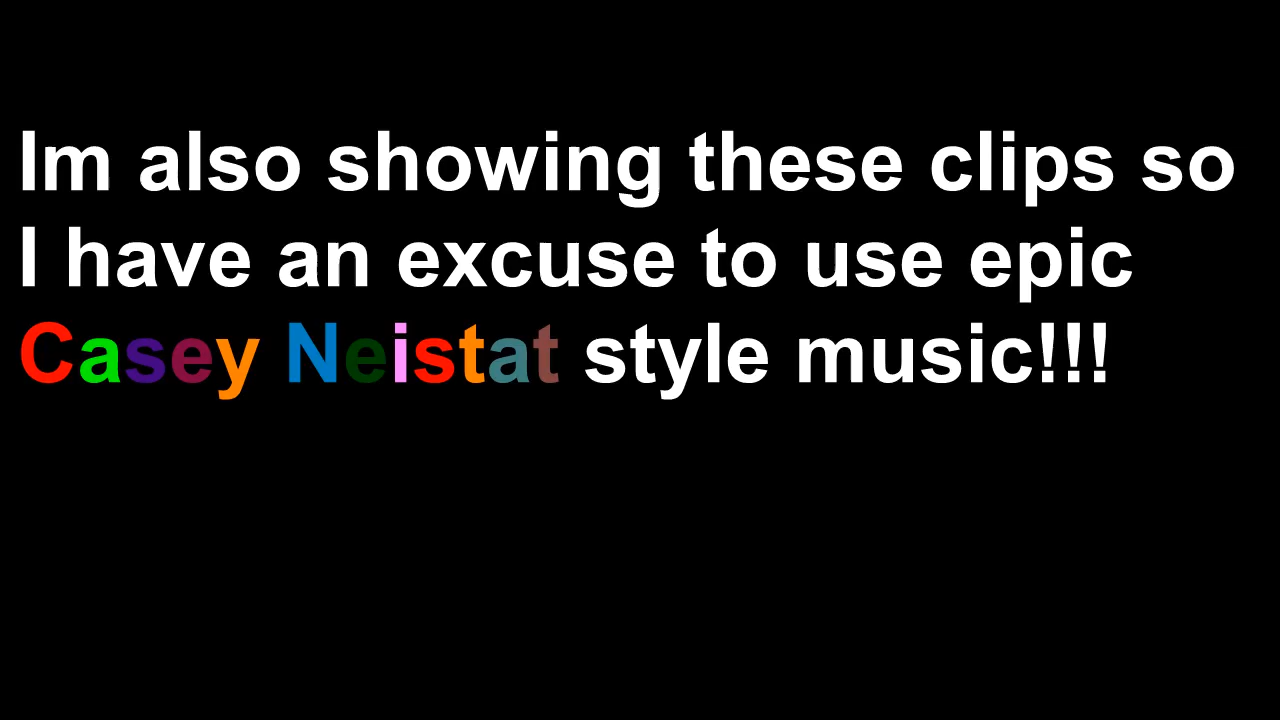 Im also showing these clips so
I have an excuse to use epic
Casey Neistat style music!!!